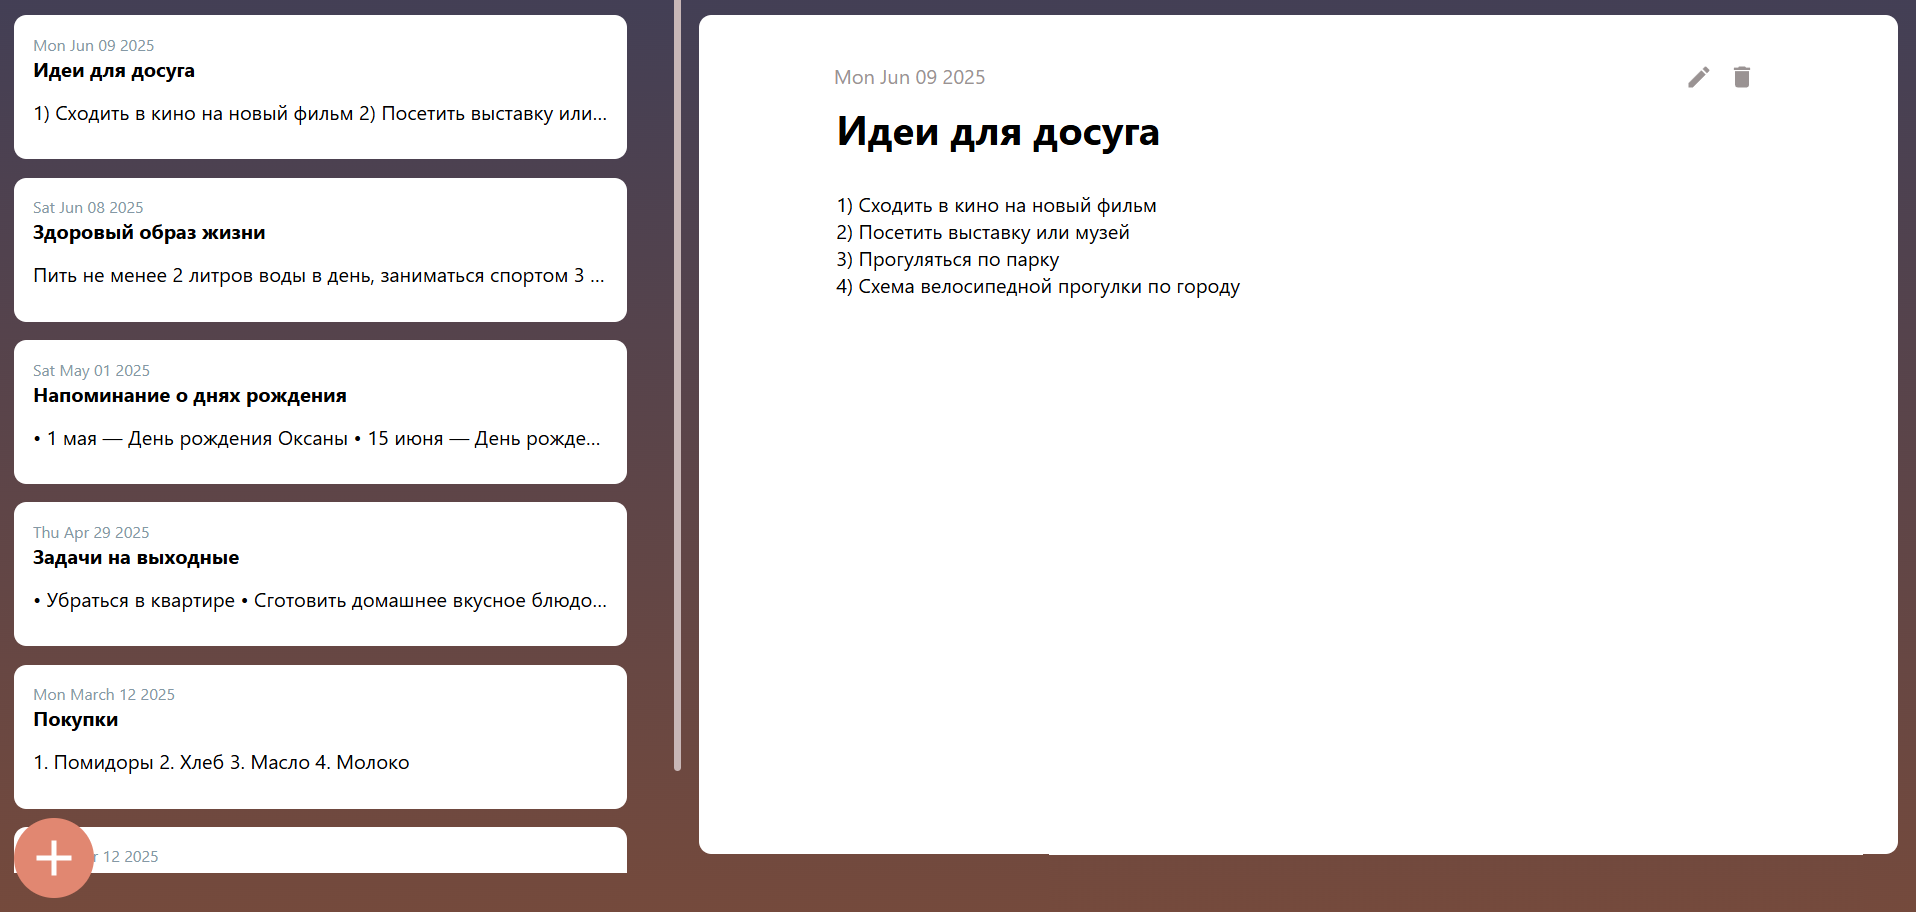 Mon Jun 09 2025
Идеи для досуга
1) Сходить в кино на новый фильм 2) Посетить выставку или...
Sat Jun 08 2025
Здоровый образ жизни
Пить не менее 2 литров воды в день, заниматься спортом 3 ...
Sat May 01 2025
Напоминание о днях рождения
• 1 мая — День рождения Оксаны • 15 июня — День рожде...
Thu Apr 29 2025
Задачи на выходные
• Убраться в квартире • Сготовить домашнее вкусное блюдо...
Mon March 12 2025
Покупки
1. Помидоры 2. Хлеб 3. Масло 4. Молоко
12 2025
Mon Jun 09 2025
Идеи для досуга
1) Сходить в кино на новый фильм
2) Посетить выставку или музей
3) Прогуляться по парку
4) Схема велосипедной прогулки по городу